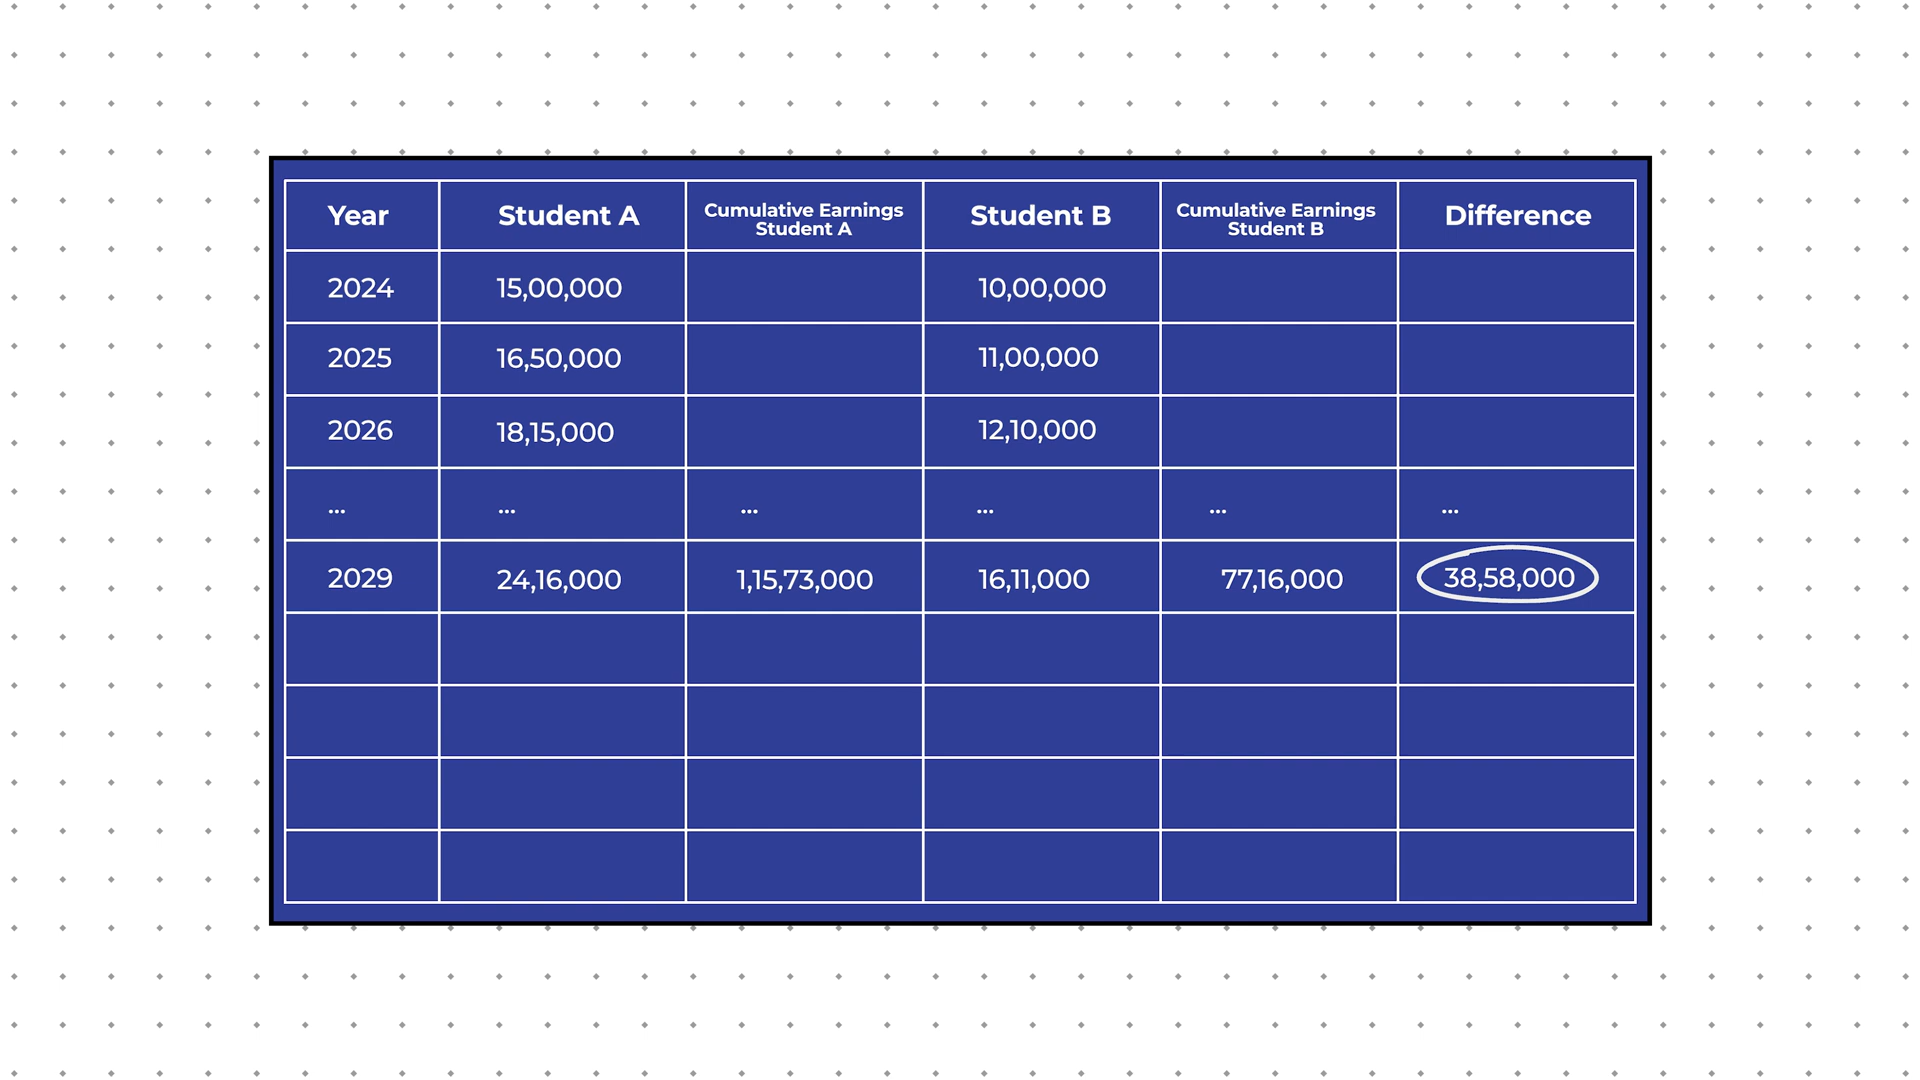 Year Student A Cumulative Earnings Student A Student B Cumulative Earnings Student B Difference
2024 15,00,000 10,00,000
2025 16,50,000 11,00,000
2026 18,15,000 12,10,000
... ... ... ... ... ...
2029 24,16,000 1,15,73,000 16,11,000 77,16,000 38,58,000